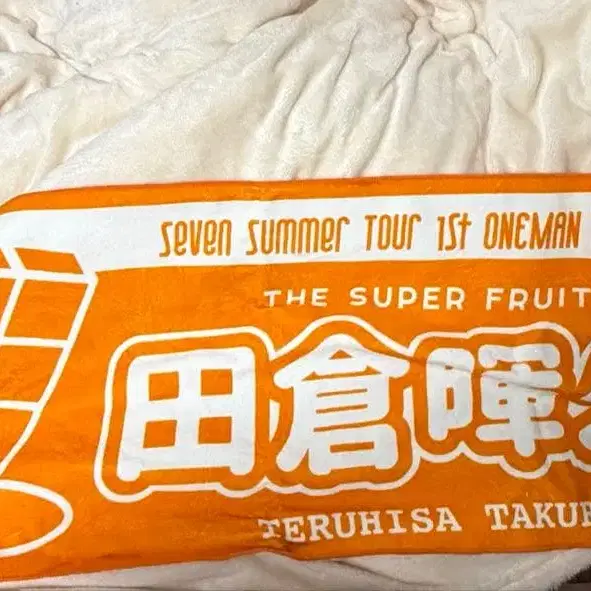 seven summer TOUR 1st ONEMAN
THE SUPER FRUIT
田倉暉
TERUHISA TAKU